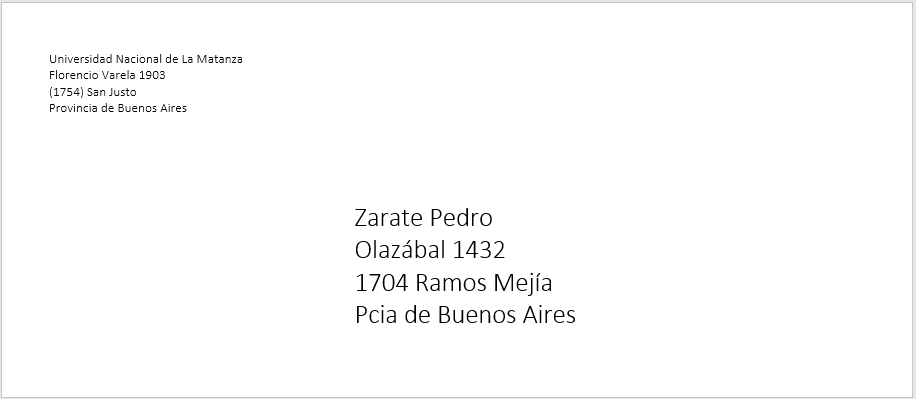 Universidad Nacional de La Matanza
Florencio Varela 1903
(1754) San Justo
Provincia de Buenos Aires
Zarate Pedro
Olazábal 1432
1704 Ramos Mejía
Pcia de Buenos Aires